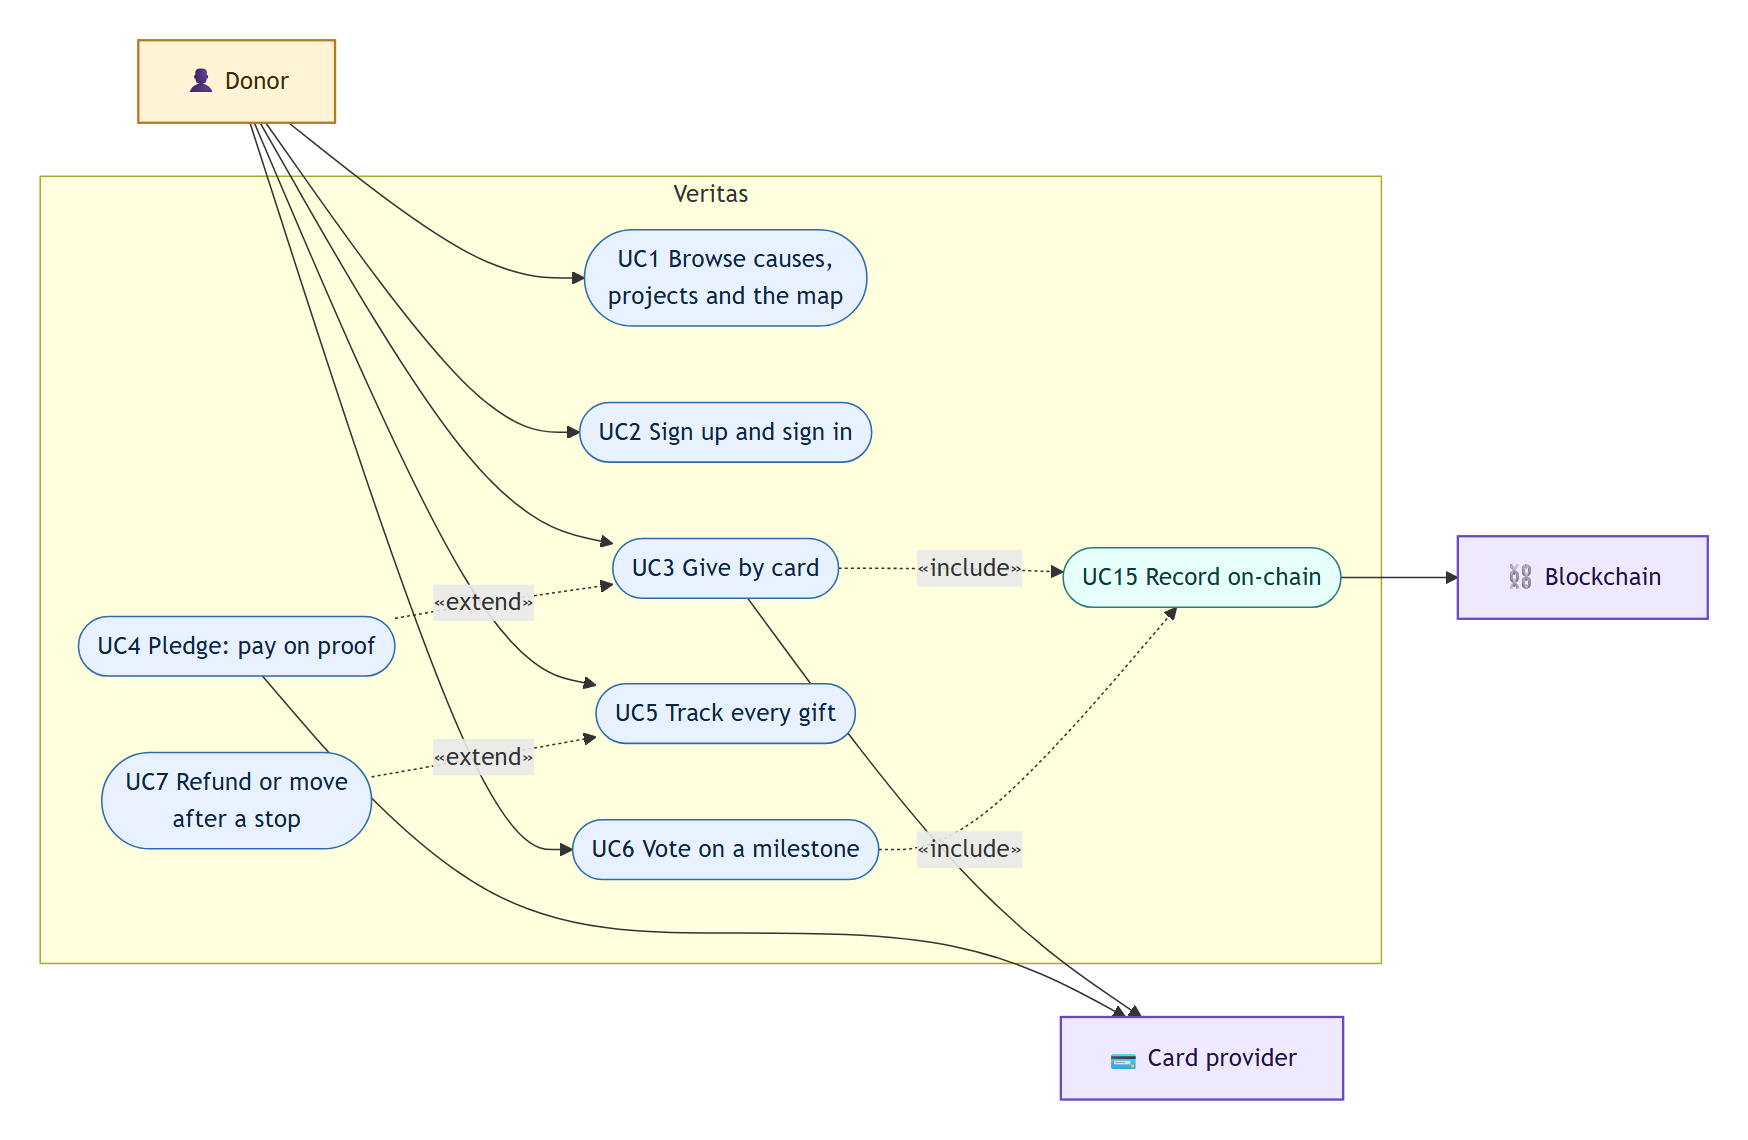 👤 Donor
Veritas
UC1 Browse causes,
projects and the map
UC2 Sign up and sign in
UC3 Give by card
«include»
UC15 Record on-chain
⛓ Blockchain
«extend»
UC4 Pledge: pay on proof
UC5 Track every gift
«extend»
UC7 Refund or move
after a stop
UC6 Vote on a milestone
«include»
💳 Card provider